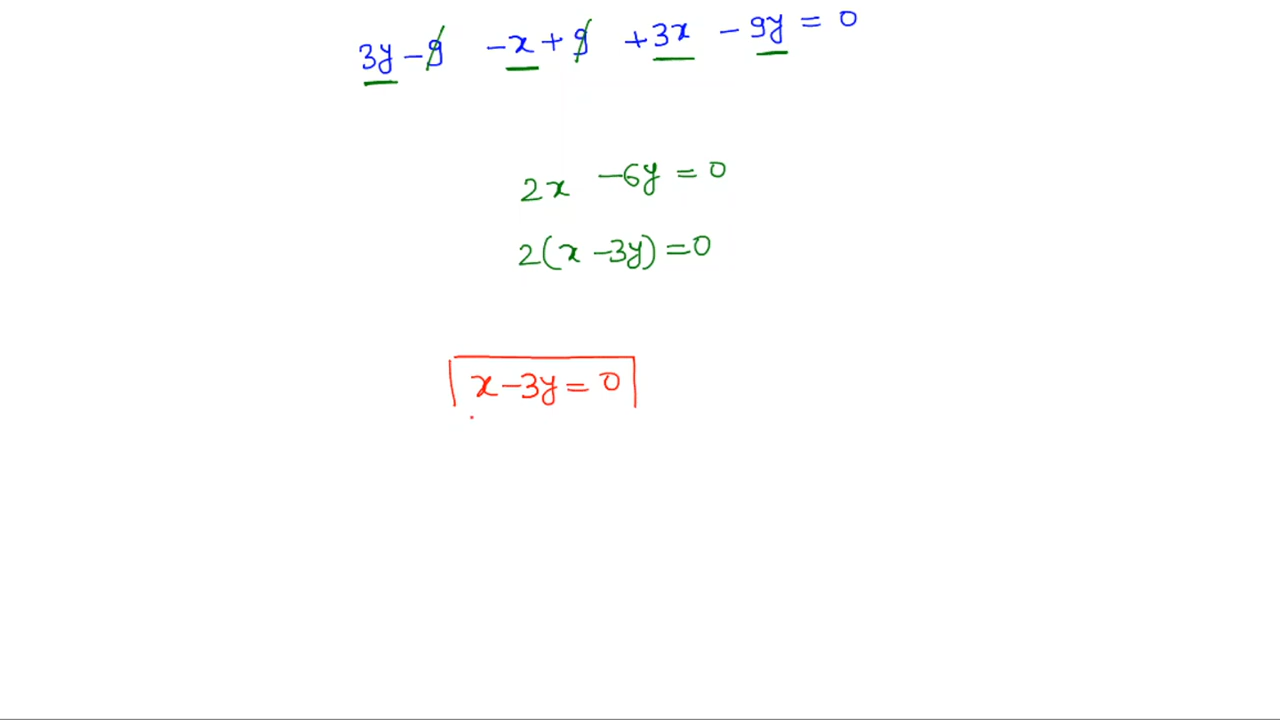 3y - 9 - x + 9 + 3x - 9y = 0
2x - 6y = 0
2(x - 3y) = 0
x - 3y = 0